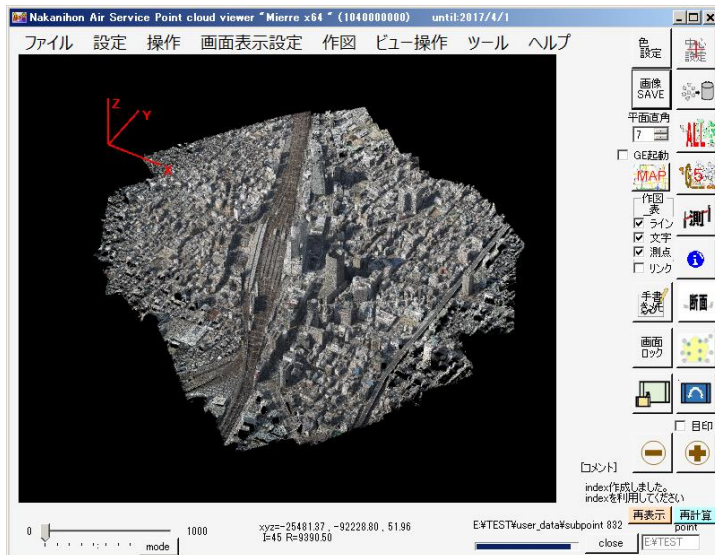 Nakanihon Air Service Point cloud viewer "Mierre x64 " (1040000000) until:2017/4/1
ファイル 設定 操作 画面表示設定 作図 ビュー操作 ツール ヘルプ
色
設定
中心
設定
Z
Y
X
画像
SAVE
平面直角
7
ALL
GE起動
MAP
作図
表
ライン
文字
測点
リンク
測
手書
断面
画面
ロック
目印
[コメント]
index作成しました。
indexを利用してください
再表示 再計算
0 1000
mode
xyz=-25481.37 , -92228.80 , 51.96
I=45 R=9390.50
E:¥TEST¥user_data¥subpoint 832 point
close E:¥TEST